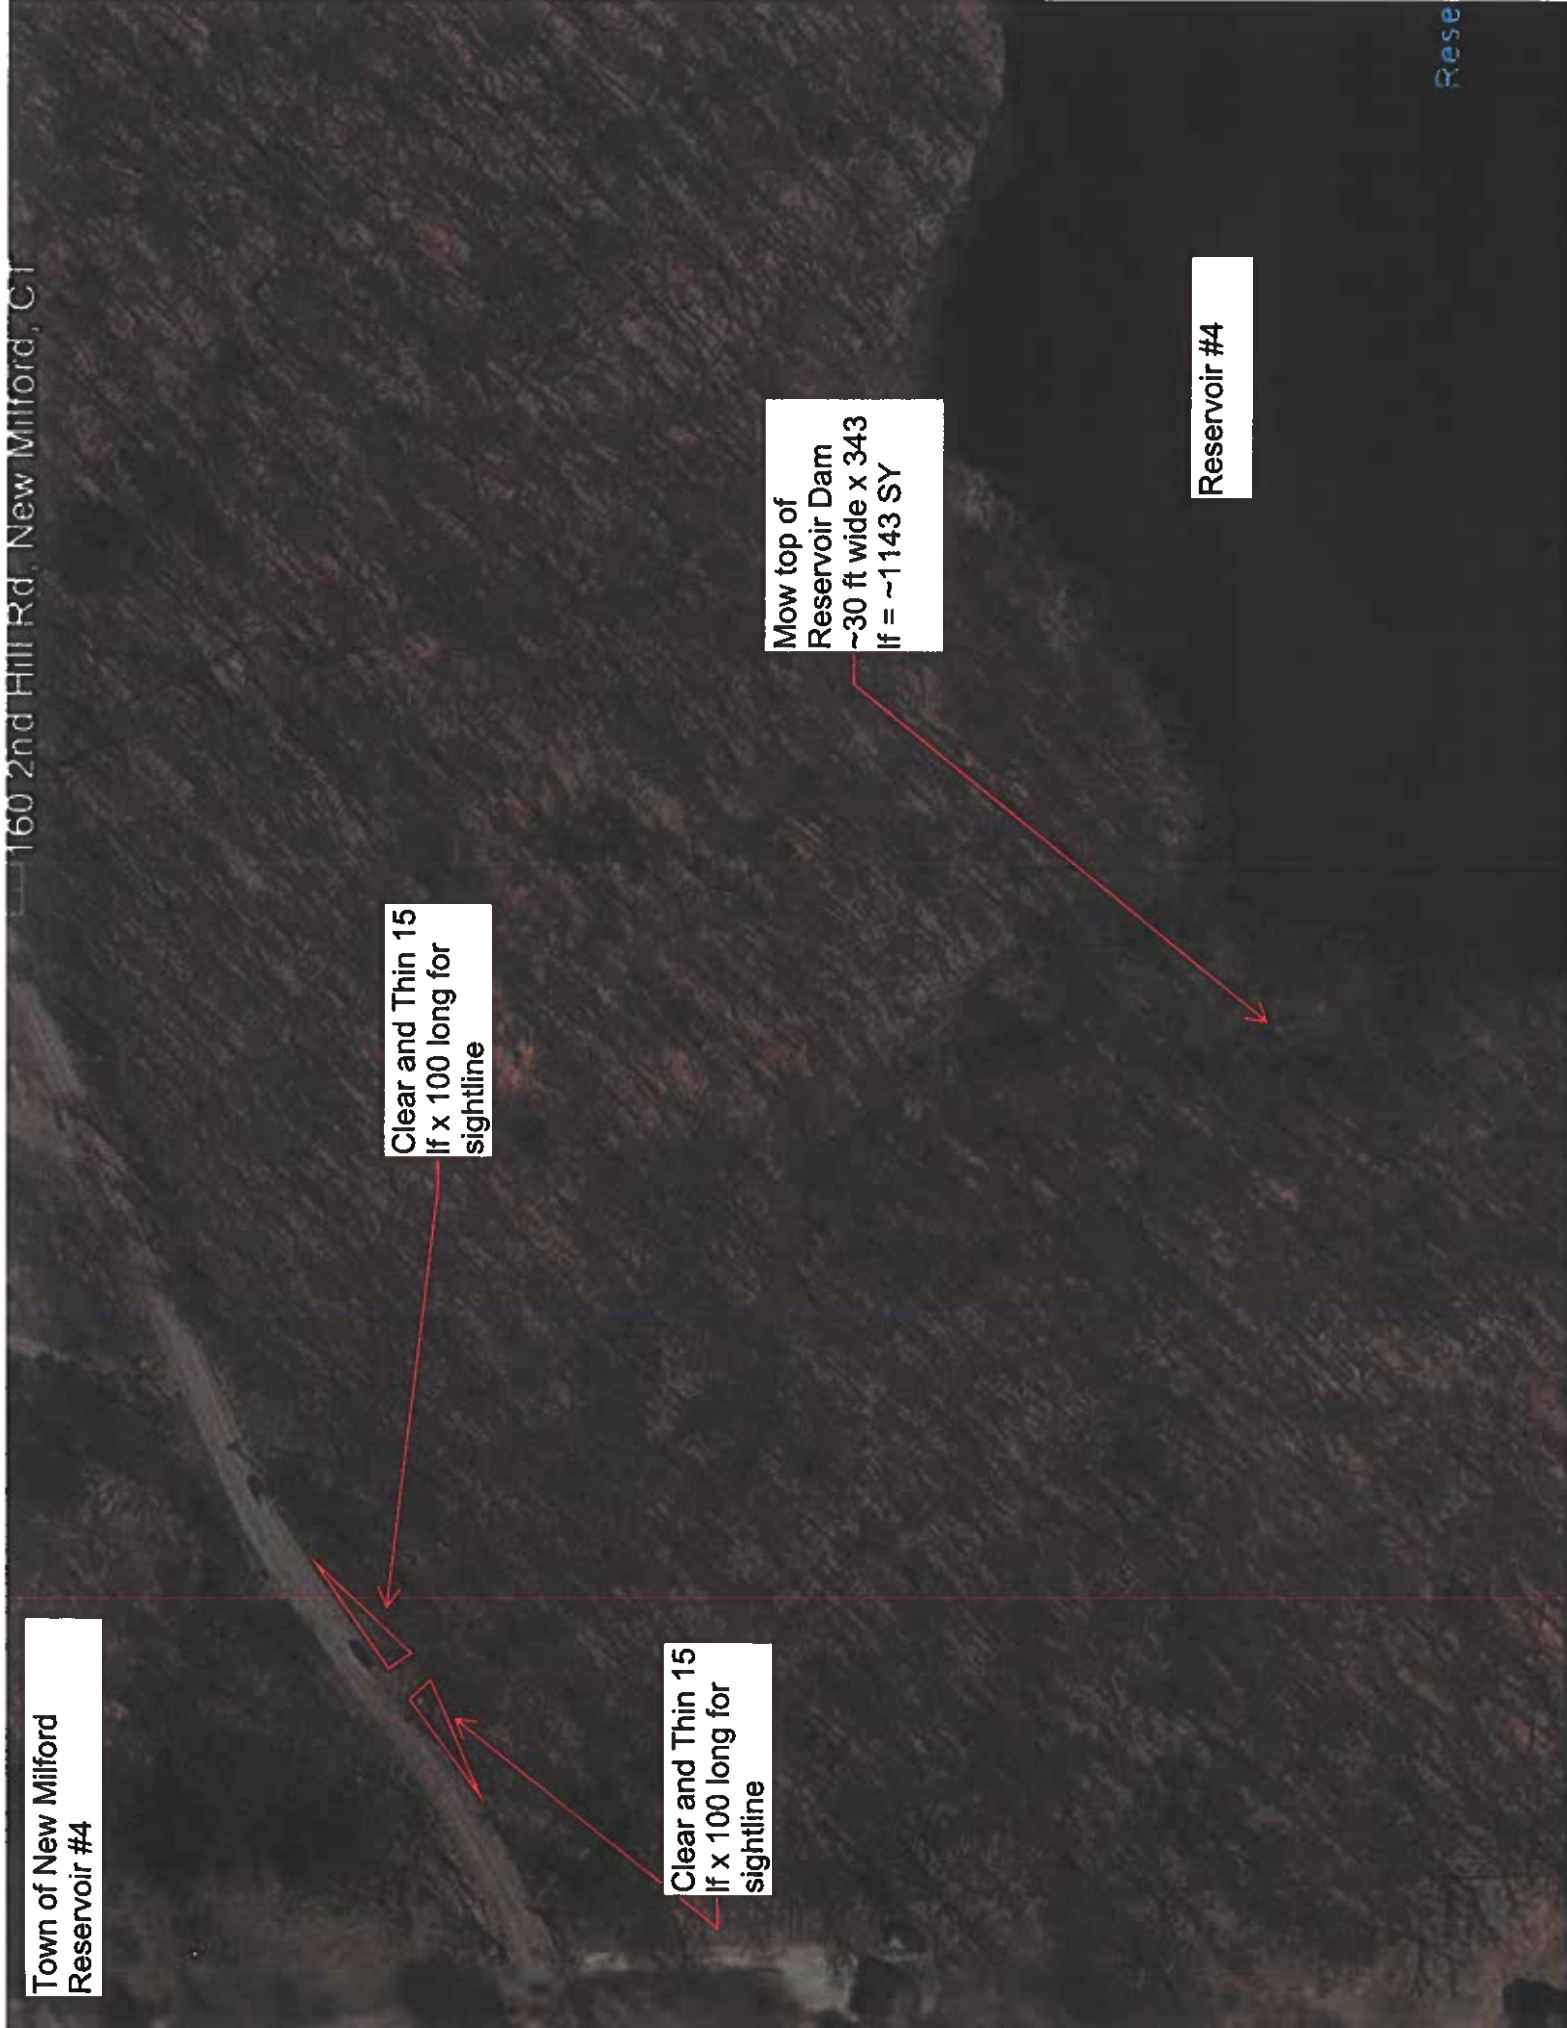 Town of New Milford
Reservoir #4
160 2nd Hill Rd, New Milford, CT
Clear and Thin 15
lf x 100 long for
sightline
Clear and Thin 15
lf x 100 long for
sightline
Mow top of
Reservoir Dam
~30 ft wide x 343
lf = ~1143 SY
Reservoir #4
Rese